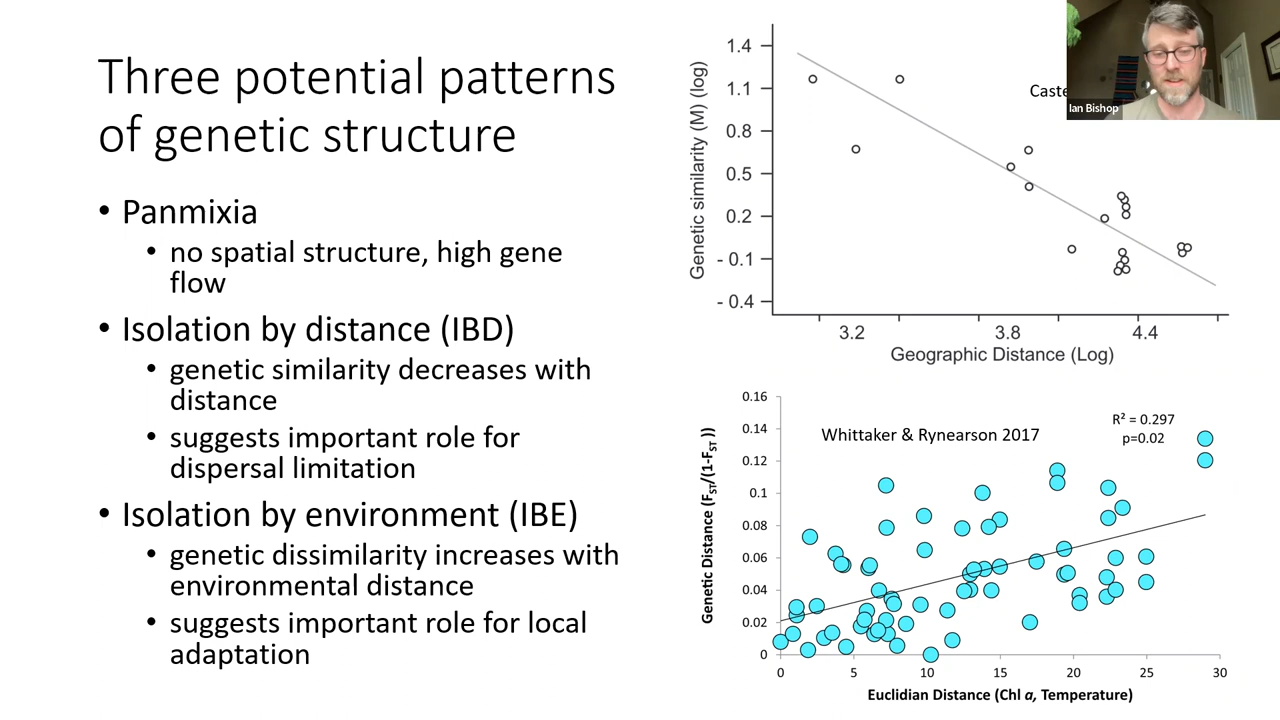 Three potential patterns
of genetic structure
• Panmixia
• no spatial structure, high gene
flow
• Isolation by distance (IBD)
• genetic similarity decreases with
distance
• suggests important role for
dispersal limitation
• Isolation by environment (IBE)
• genetic dissimilarity increases with
environmental distance
• suggests important role for local
adaptation
Genetic similarity (M) (log)
1.4
1.1
0.8
0.5
0.2
- 0.1
- 0.4
3.2 3.8 4.4
Geographic Distance (Log)
Ian Bishop
Genetic Distance (FST/(1-FST ))
0.16
0.14
0.12
0.1
0.08
0.06
0.04
0.02
0
Whittaker & Rynearson 2017
R² = 0.297
p=0.02
0 5 10 15 20 25 30
Euclidian Distance (Chl a, Temperature)